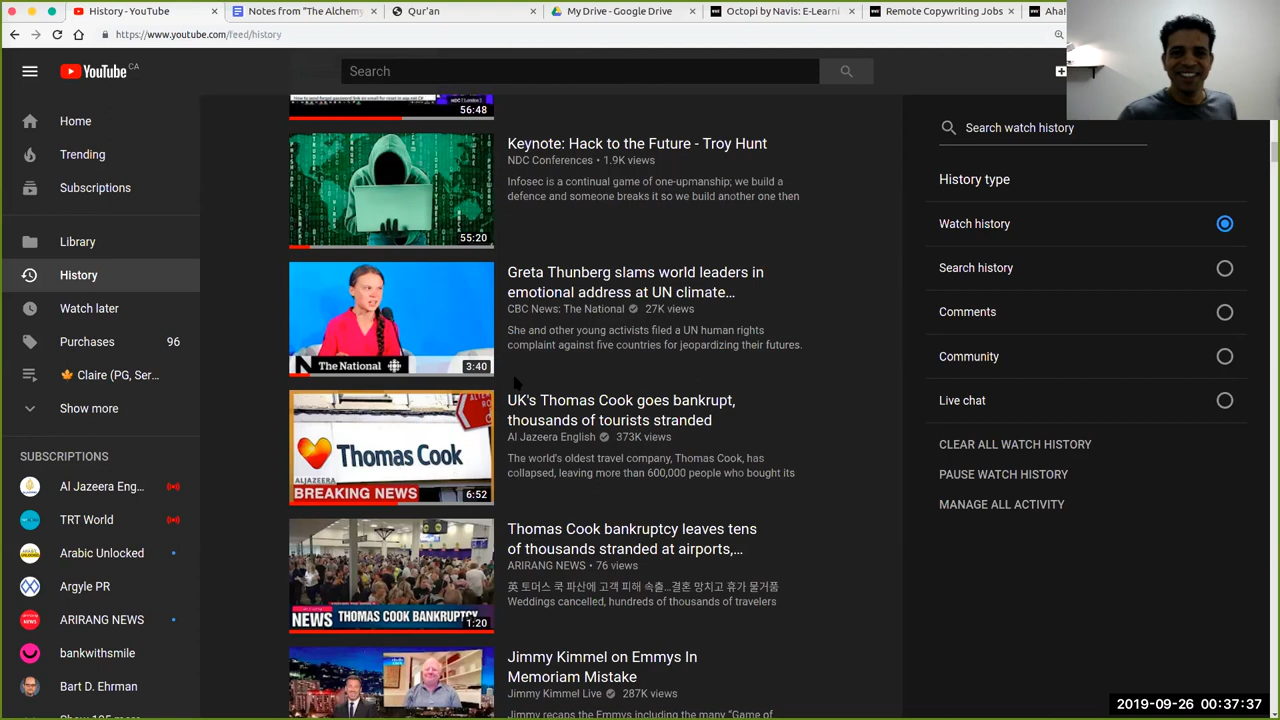 History - YouTube
Notes from "The Alchemy
Qur'an
My Drive - Google Drive
Octopi by Navis: E-Learni
Remote Copywriting Jobs
Aha!
https://www.youtube.com/feed/history
YouTube CA
Search
Home
Trending
Subscriptions
Library
History
Watch later
Purchases 96
Claire (PG, Ser...
Show more
SUBSCRIPTIONS
Al Jazeera Eng...
TRT World
Arabic Unlocked
Argyle PR
ARIRANG NEWS
bankwithsmile
Bart D. Ehrman
56:48
55:20
Keynote: Hack to the Future - Troy Hunt
NDC Conferences • 1.9K views
Infosec is a continual game of one-upmanship; we build a
defence and someone breaks it so we build another one then
The National
3:40
Greta Thunberg slams world leaders in
emotional address at UN climate...
CBC News: The National 27K views
She and other young activists filed a UN human rights
complaint against five countries for jeopardizing their futures.
Thomas Cook
ALJAZEERA
BREAKING NEWS
6:52
UK's Thomas Cook goes bankrupt,
thousands of tourists stranded
Al Jazeera English 373K views
The world's oldest travel company, Thomas Cook, has
collapsed, leaving more than 600,000 people who bought its
NEWS THOMAS COOK BANKRUPTCY
1:20
Thomas Cook bankruptcy leaves tens
of thousands stranded at airports,...
ARIRANG NEWS • 76 views
英 토머스 쿡 파산에 고객 피해 속출...결혼 망치고 휴가 물거품
Weddings cancelled, hundreds of thousands of travelers
Jimmy Kimmel on Emmys In
Memoriam Mistake
Jimmy Kimmel Live 287K views
Jimmy recaps the Emmys including the many "Game of
Search watch history
History type
Watch history
Search history
Comments
Community
Live chat
CLEAR ALL WATCH HISTORY
PAUSE WATCH HISTORY
MANAGE ALL ACTIVITY
2019-09-26 00:37:37